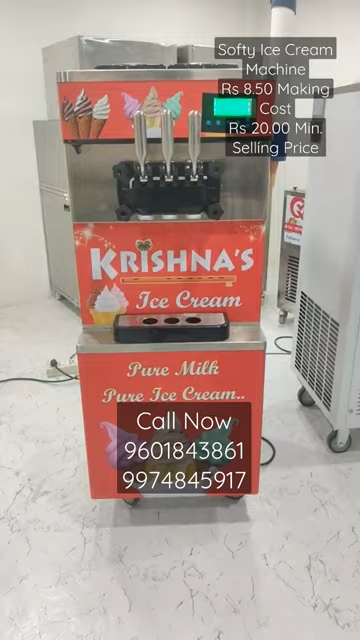 Softy Ice Cream
Machine
Rs 8.50 Making
Cost
Rs 20.00 Min.
Selling Price
KRISHNA'S
Ice Cream
Pure Milk
Pure Ice Cream..
Call Now
9601843861
9974845917